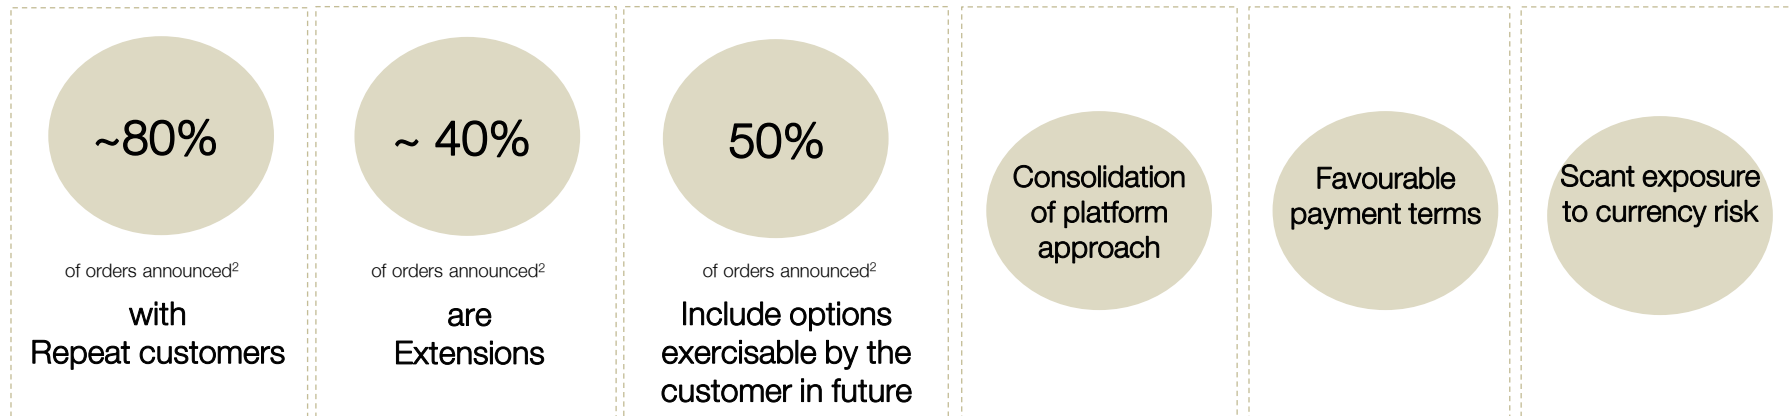 ~80%
of orders announced²
with
Repeat customers
~ 40%
of orders announced²
are
Extensions
50%
of orders announced²
Include options
exercisable by the
customer in future
Consolidation
of platform
approach
Favourable
payment terms
Scant exposure
to currency risk